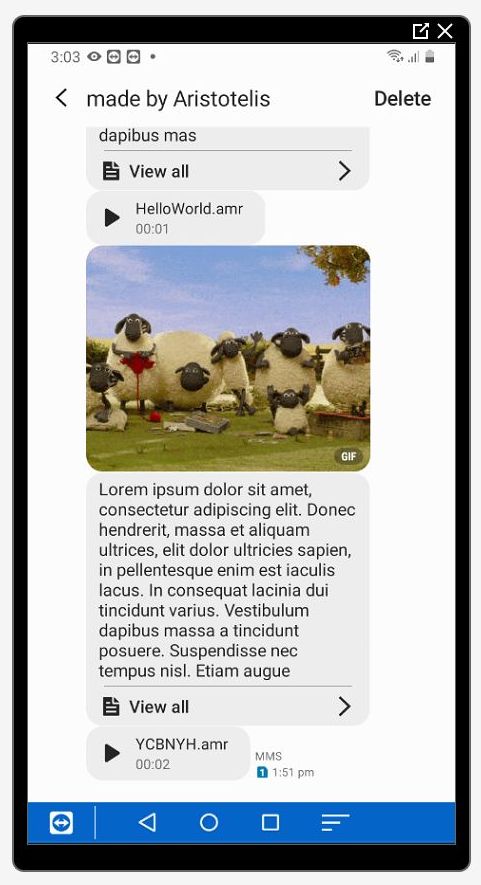 3:03
made by Aristotelis
Delete
dapibus mas
View all
HelloWorld.amr
00:01
GIF
Lorem ipsum dolor sit amet,
consectetur adipiscing elit. Donec
hendrerit, massa et aliquam
ultrices, elit dolor ultricies sapien,
in pellentesque enim est iaculis
lacus. In consequat lacinia dui
tincidunt varius. Vestibulum
dapibus massa a tincidunt
posuere. Suspendisse nec
tempus nisl. Etiam augue
View all
YCBNYH.amr
00:02
MMS
1 1:51 pm